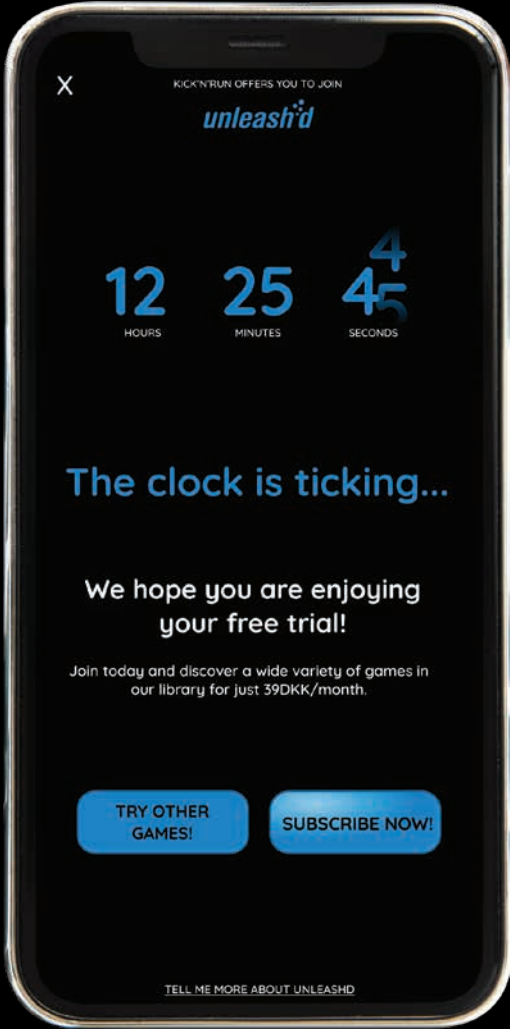 X
KICK'N'RUN OFFERS YOU TO JOIN
unleash'd
12 25 45
4
HOURS MINUTES SECONDS
The clock is ticking...
We hope you are enjoying
your free trial!
Join today and discover a wide variety of games in
our library for just 39DKK/month.
TRY OTHER
GAMES!
SUBSCRIBE NOW!
TELL ME MORE ABOUT UNLEASHD